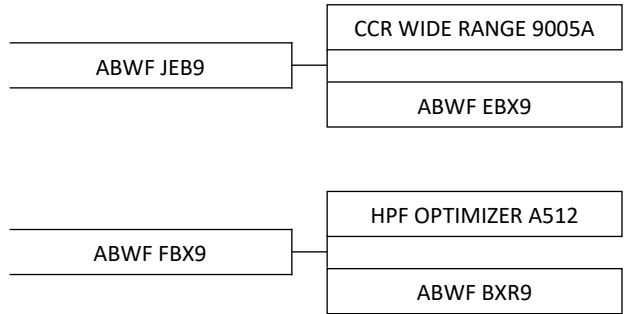 CCR WIDE RANGE 9005A
ABWF JEB9
ABWF EBX9
HPF OPTIMIZER A512
ABWF FBX9
ABWF BXR9